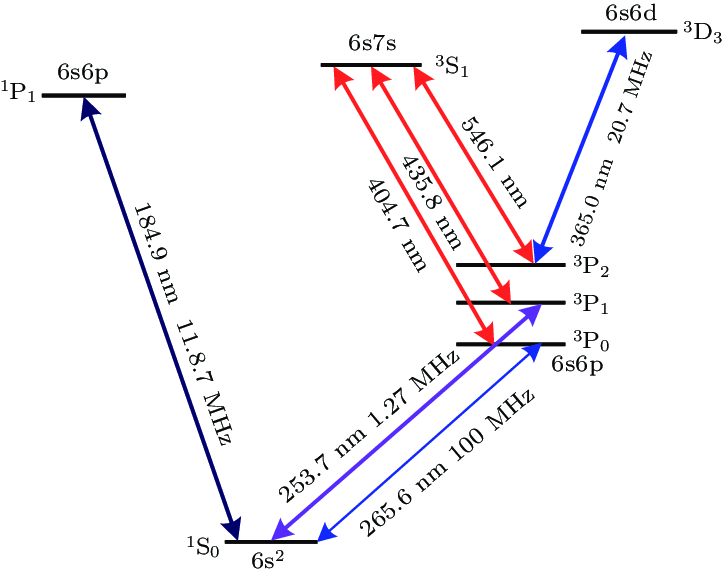 6s6d
³D₃
6s7s
³S₁
6s6p
¹P₁
546.1 nm
435.8 nm
404.7 nm
365.0 nm 20.7 MHz
184.9 nm 11.8.7 MHz
³P₂
³P₁
³P₀
6s6p
253.7 nm 1.27 MHz
265.6 nm 100 MHz
¹S₀
6s²